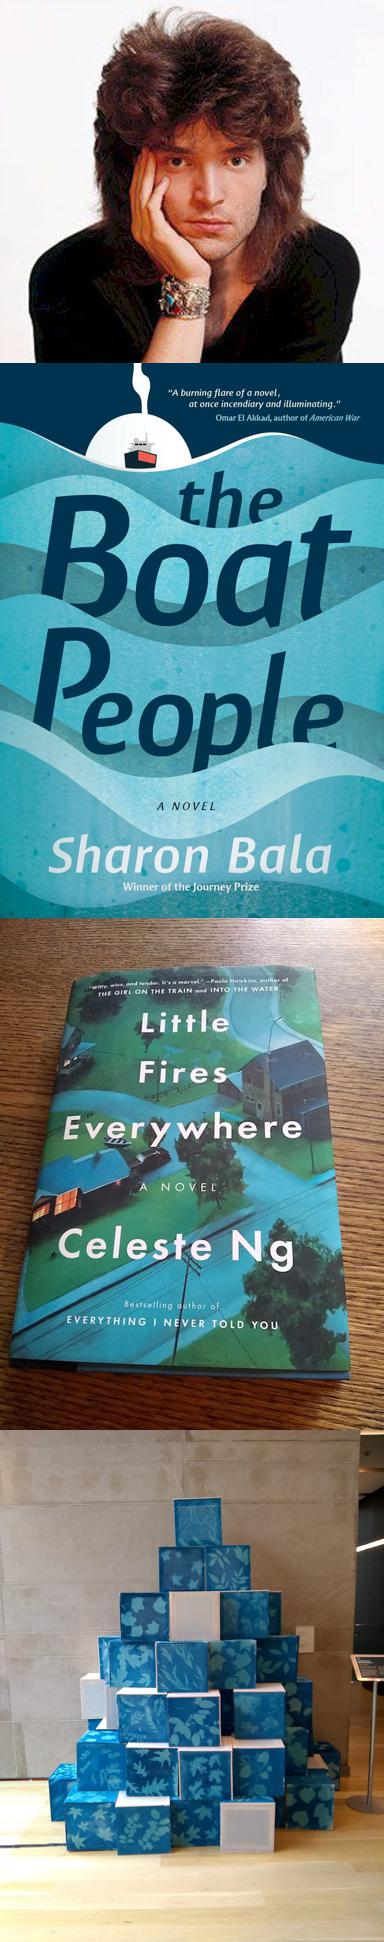 “A burning flare of a novel,
at once incendiary and illuminating.”
Omar El Akkad, author of American War
the
Boat
People
A NOVEL
Sharon Bala
Winner of the Journey Prize
“Witty, wise, and tender. It's a marvel.” —Paula Hawkins, author of
THE GIRL ON THE TRAIN and INTO THE WATER
Little
Fires
Everywhere
A NOVEL
Celeste Ng
Bestselling author of
EVERYTHING I NEVER TOLD YOU